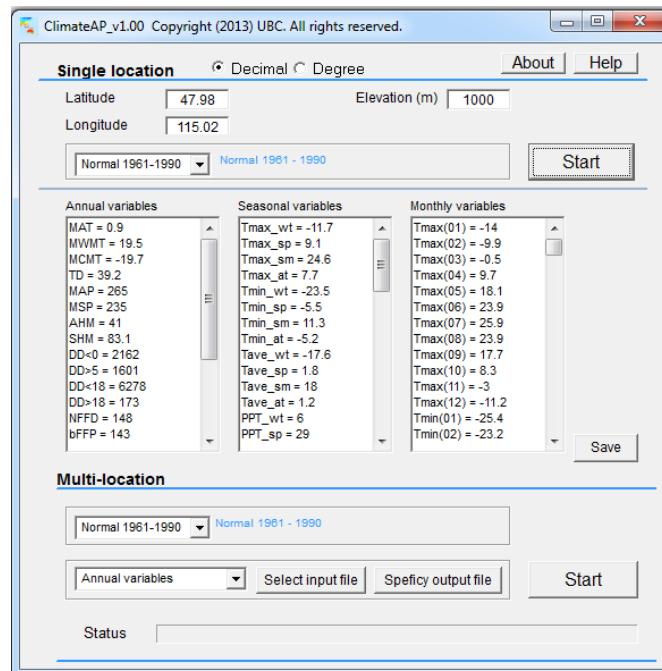 ClimateAP_v1.00 Copyright (2013) UBC. All rights reserved.
Single location Decimal Degree About Help
Latitude 47.98 Elevation (m) 1000
Longitude 115.02
Normal 1961-1990 Normal 1961 - 1990 Start
Annual variables
MAT = 0.9
MWMT = 19.5
MCMT = -19.7
TD = 39.2
MAP = 265
MSP = 235
AHM = 41
SHM = 83.1
DD<0 = 2162
DD>5 = 1601
DD<18 = 6278
DD>18 = 173
NFFD = 148
bFFP = 143
Seasonal variables
Tmax_wt = -11.7
Tmax_sp = 9.1
Tmax_sm = 24.6
Tmax_at = 7.7
Tmin_wt = -23.5
Tmin_sp = -5.5
Tmin_sm = 11.3
Tmin_at = -5.2
Tave_wt = -17.6
Tave_sp = 1.8
Tave_sm = 18
Tave_at = 1.2
PPT_wt = 6
PPT_sp = 29
Monthly variables
Tmax(01) = -14
Tmax(02) = -9.9
Tmax(03) = -0.5
Tmax(04) = 9.7
Tmax(05) = 18.1
Tmax(06) = 23.9
Tmax(07) = 25.9
Tmax(08) = 23.9
Tmax(09) = 17.7
Tmax(10) = 8.3
Tmax(11) = -3
Tmax(12) = -11.2
Tmin(01) = -25.4
Tmin(02) = -23.2
Save
Multi-location
Normal 1961-1990 Normal 1961 - 1990
Annual variables Select input file Speficy output file Start
Status